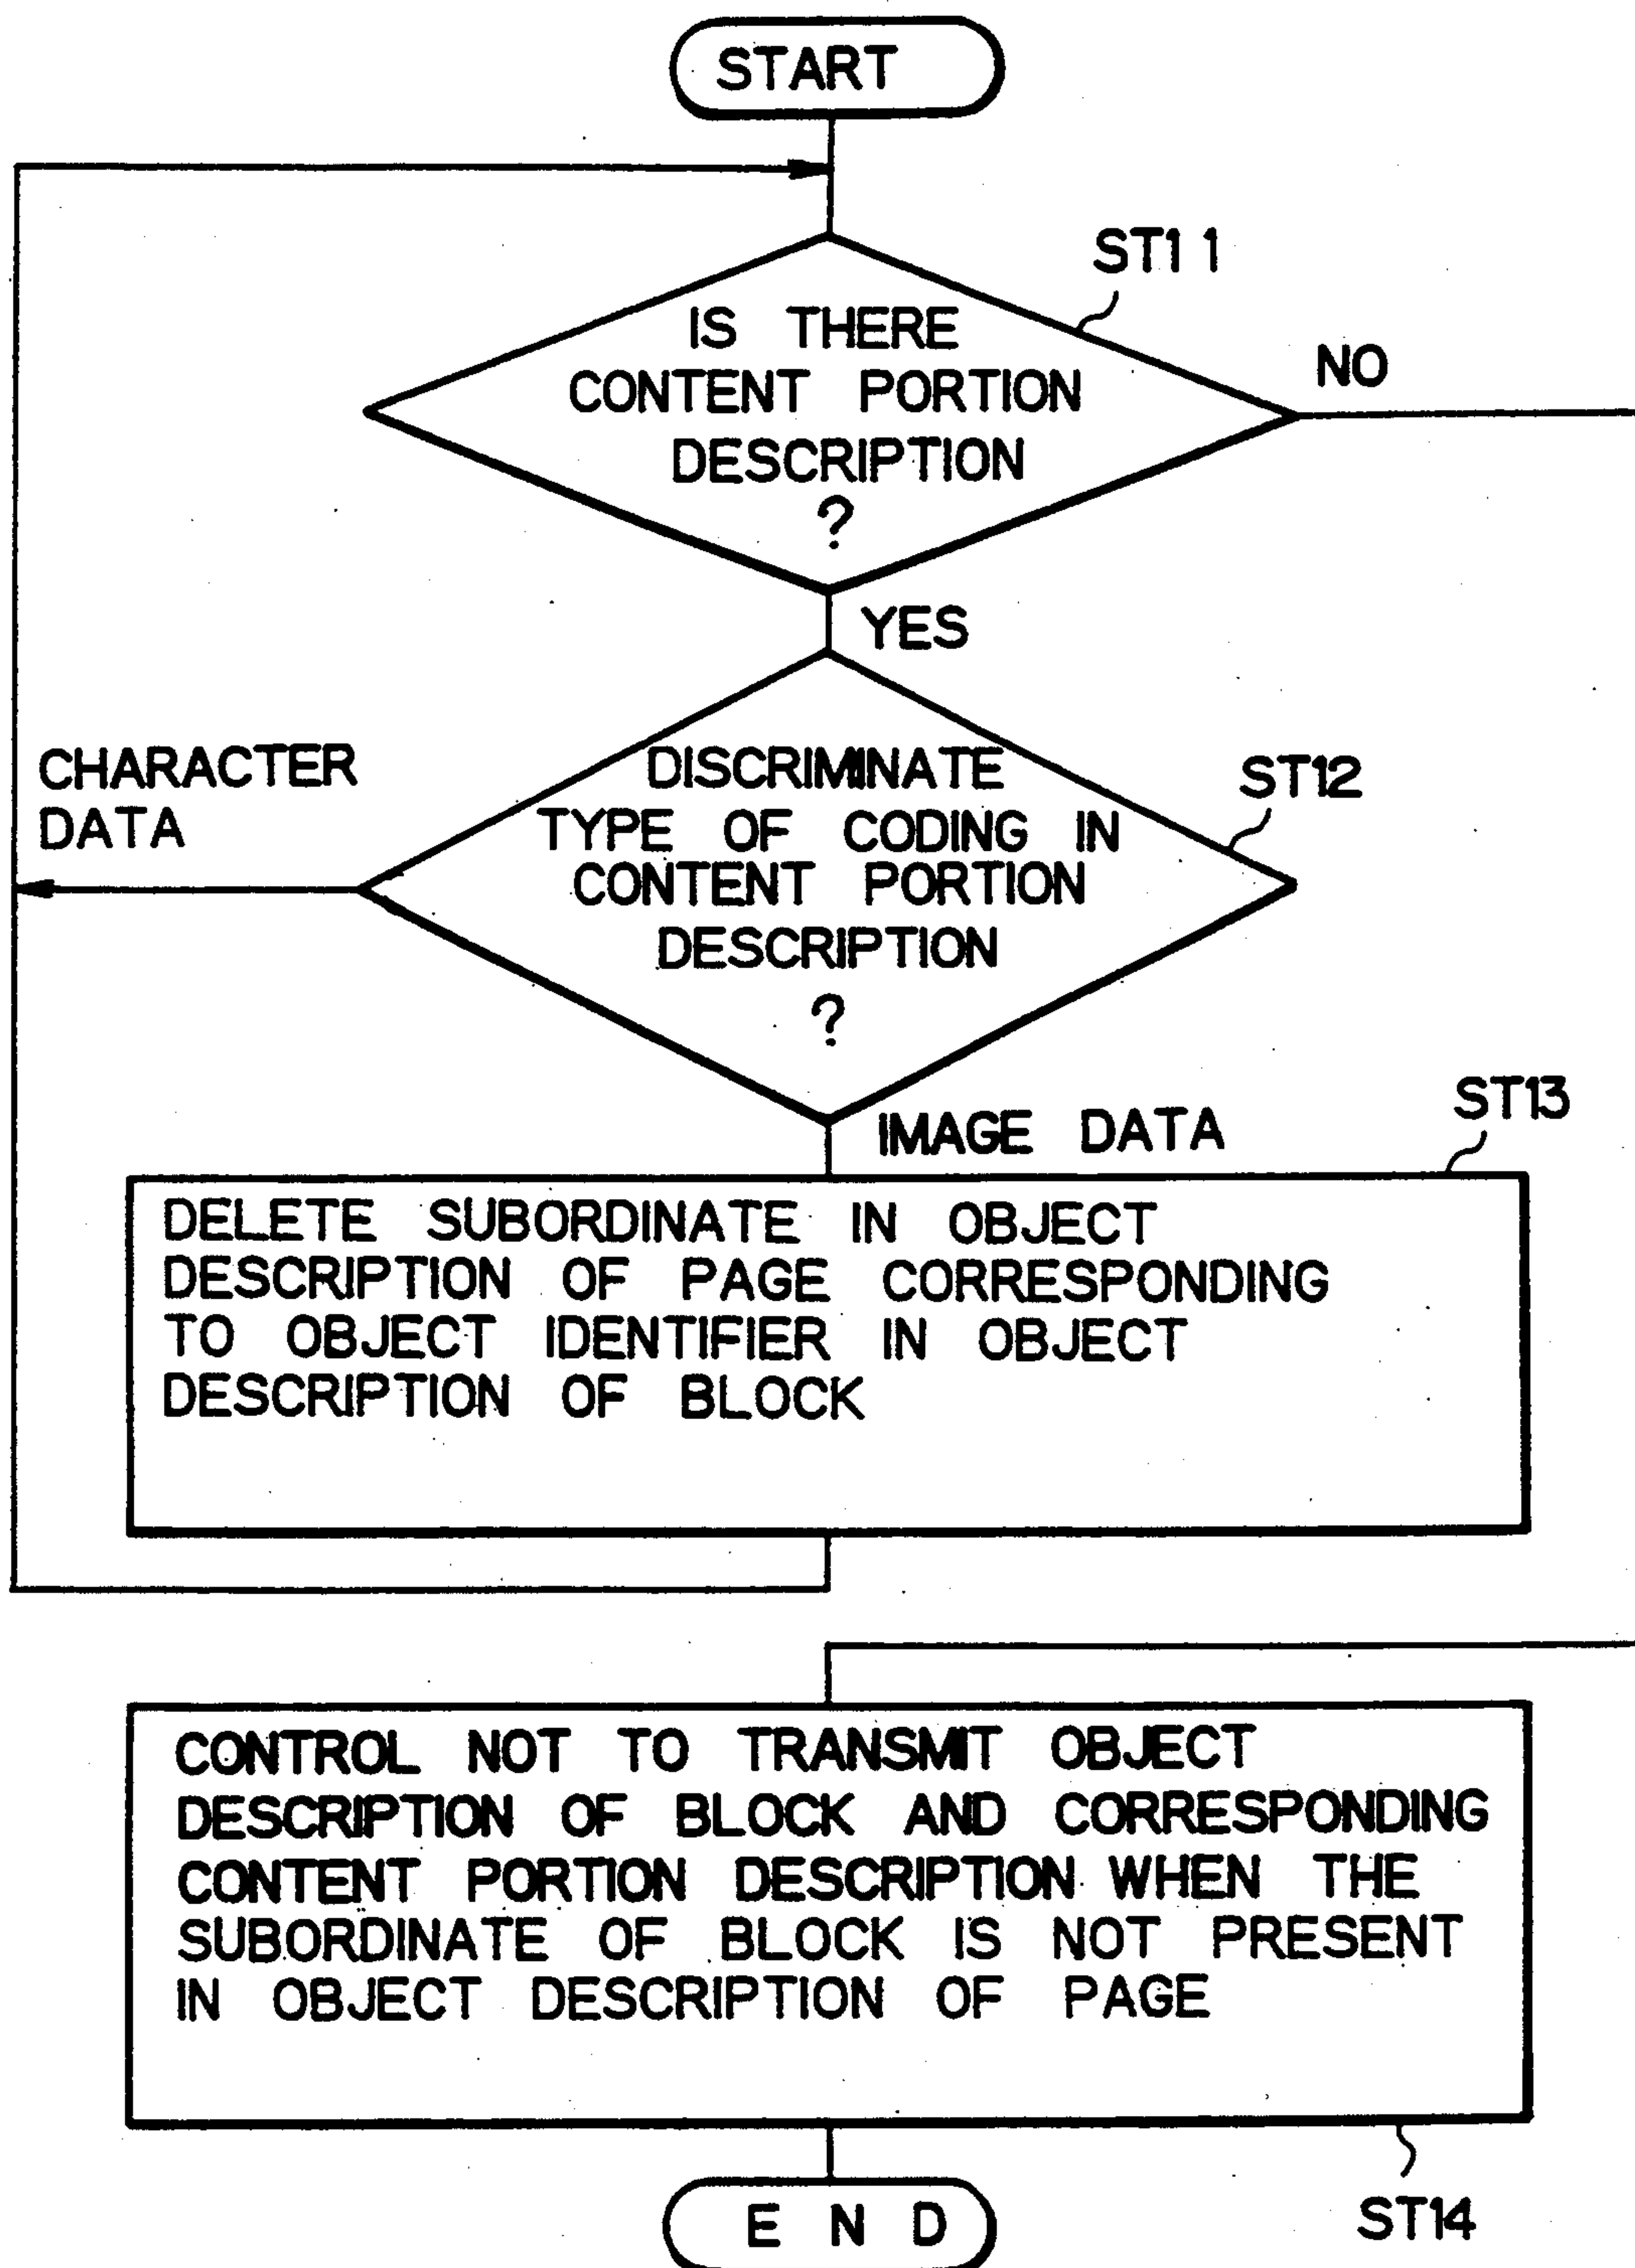 START
ST11
IS THERE
CONTENT PORTION
DESCRIPTION
?
NO
YES
CHARACTER
DATA
DISCRIMINATE
TYPE OF CODING IN
CONTENT PORTION
DESCRIPTION
?
ST12
IMAGE DATA
ST13
DELETE SUBORDINATE IN OBJECT
DESCRIPTION OF PAGE CORRESPONDING
TO OBJECT IDENTIFIER IN OBJECT
DESCRIPTION OF BLOCK
CONTROL NOT TO TRANSMIT OBJECT
DESCRIPTION OF BLOCK AND CORRESPONDING
CONTENT PORTION DESCRIPTION WHEN THE
SUBORDINATE OF BLOCK IS NOT PRESENT
IN OBJECT DESCRIPTION OF PAGE
END
ST14